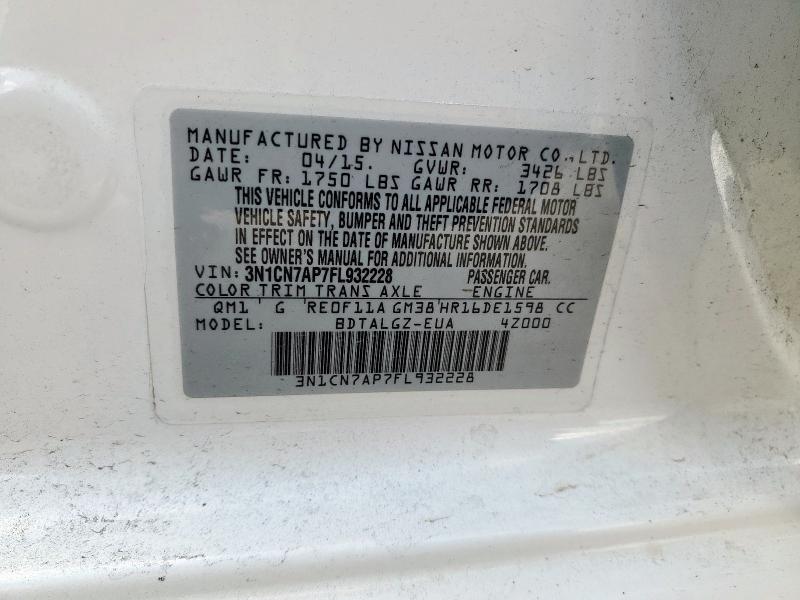 MANUFACTURED BY NISSAN MOTOR CO., LTD.
DATE: 04/15. GVWR: 3426 LBS
GAWR FR: 1750 LBS GAWR RR: 1708 LBS
THIS VEHICLE CONFORMS TO ALL APPLICABLE FEDERAL MOTOR
VEHICLE SAFETY, BUMPER AND THEFT PREVENTION STANDARDS
IN EFFECT ON THE DATE OF MANUFACTURE SHOWN ABOVE.
SEE OWNER'S MANUAL FOR ADDITIONAL INFORMATION.
VIN: 3N1CN7AP7FL932228 PASSENGER CAR.
COLOR TRIM TRANS AXLE ENGINE
QM1 G RE0F11A GM38 HR16DE1598 CC
MODEL: BDTALGZ-EUA 4Z000
3N1CN7AP7FL932228